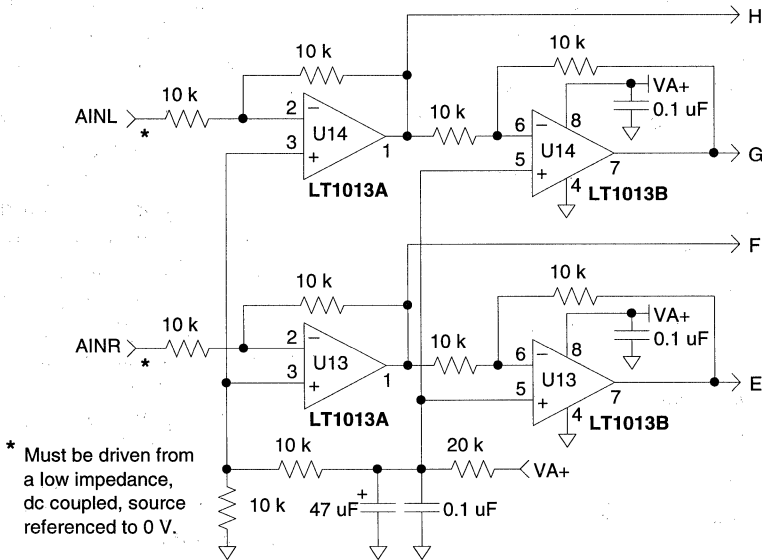 H
10 k
10 k
AINL
*
10 k
2
−
3
+
U14
1
LT1013A
10 k
VA+
0.1 uF
8
6
−
5
+
U14
7
4
LT1013B
G
F
10 k
10 k
AINR
*
10 k
2
−
3
+
U13
1
LT1013A
10 k
VA+
0.1 uF
8
6
−
5
+
U13
7
4
LT1013B
E
* Must be driven from
a low impedance,
dc coupled, source
referenced to 0 V.
10 k
20 k
VA+
10 k
+
47 uF
0.1 uF